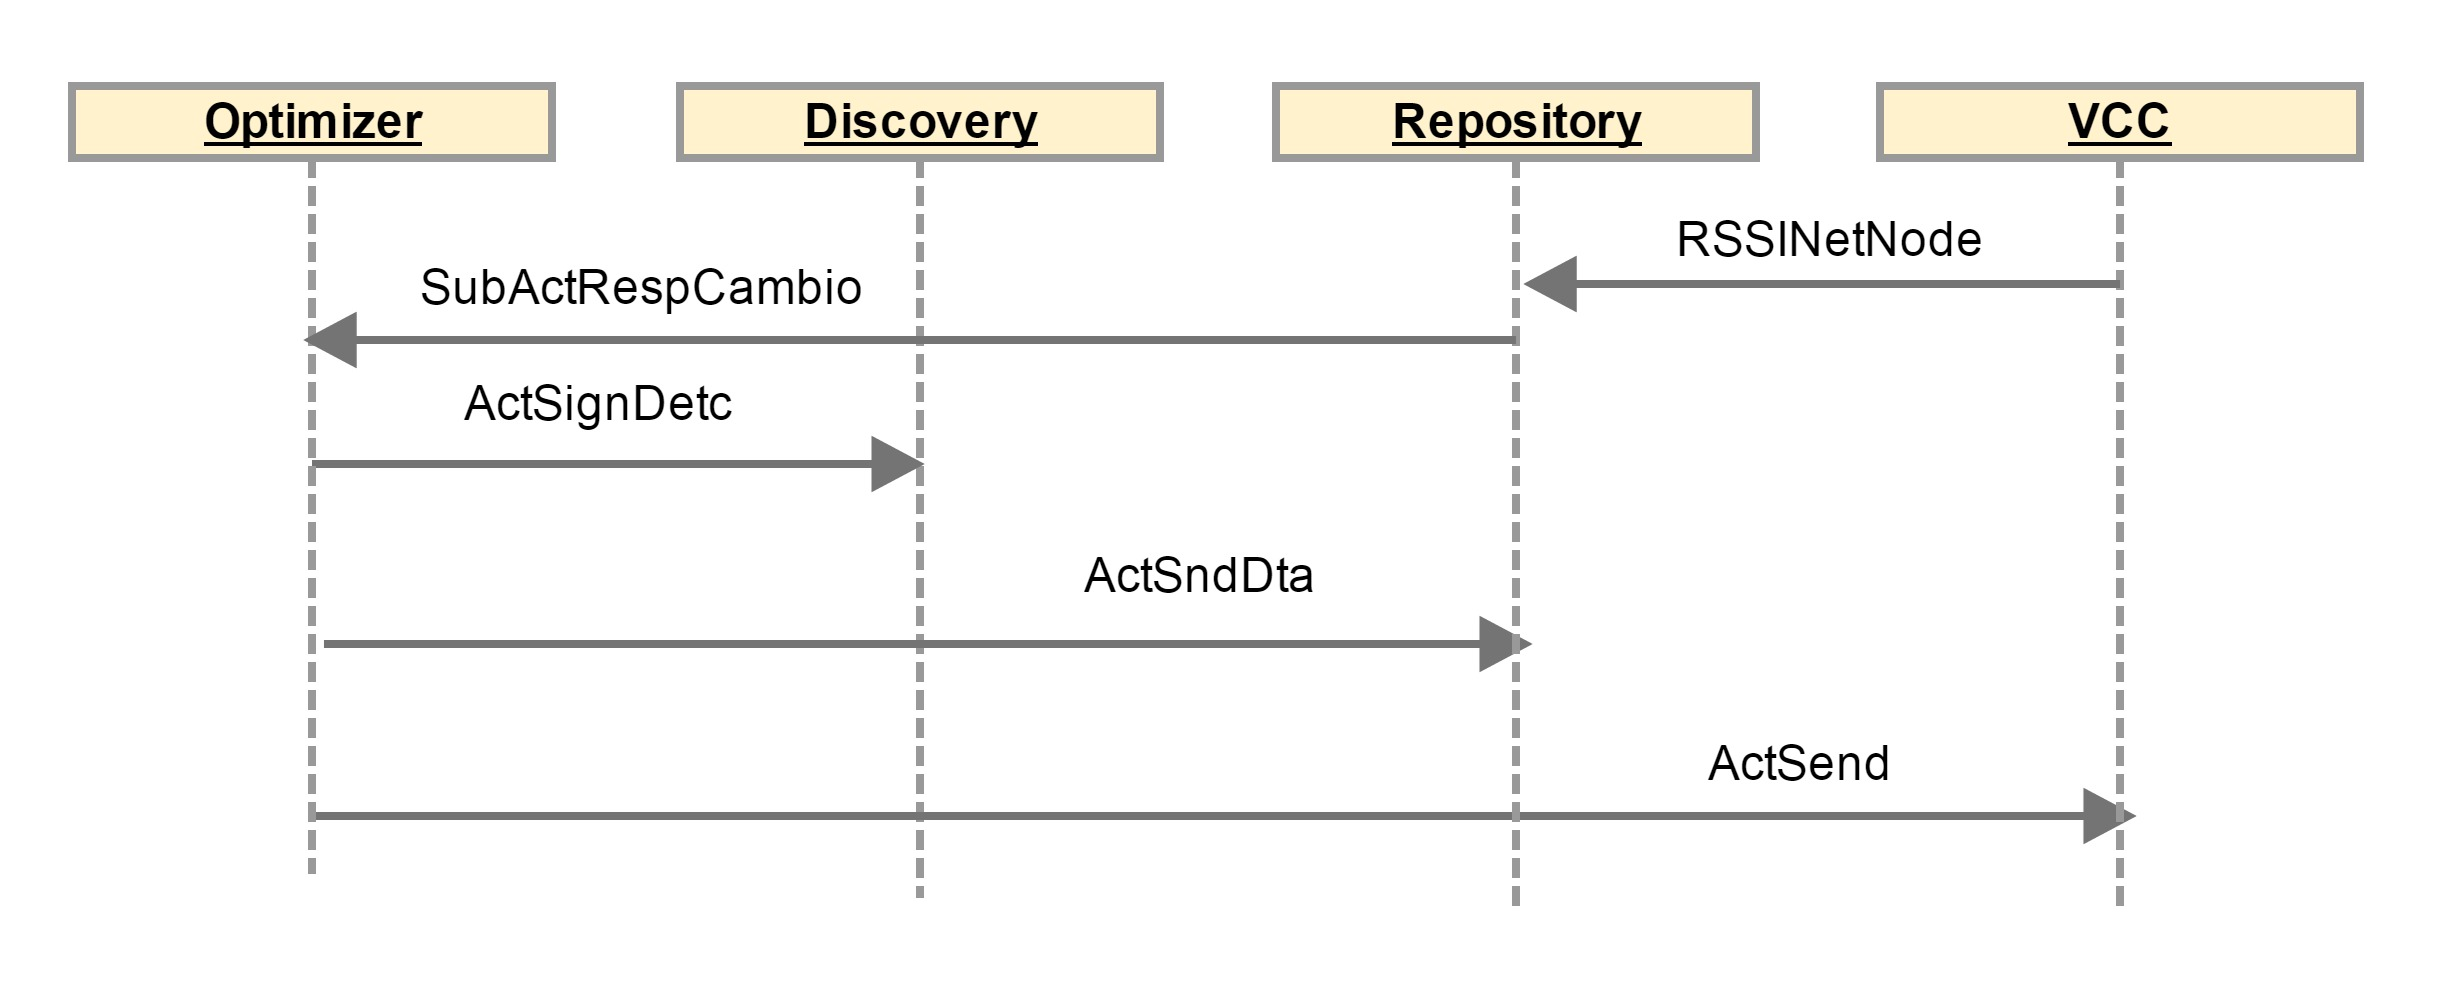 Optimizer
Discovery
Repository
VCC
RSSINetNode
SubActRespCambio
ActSignDetc
ActSndDta
ActSend